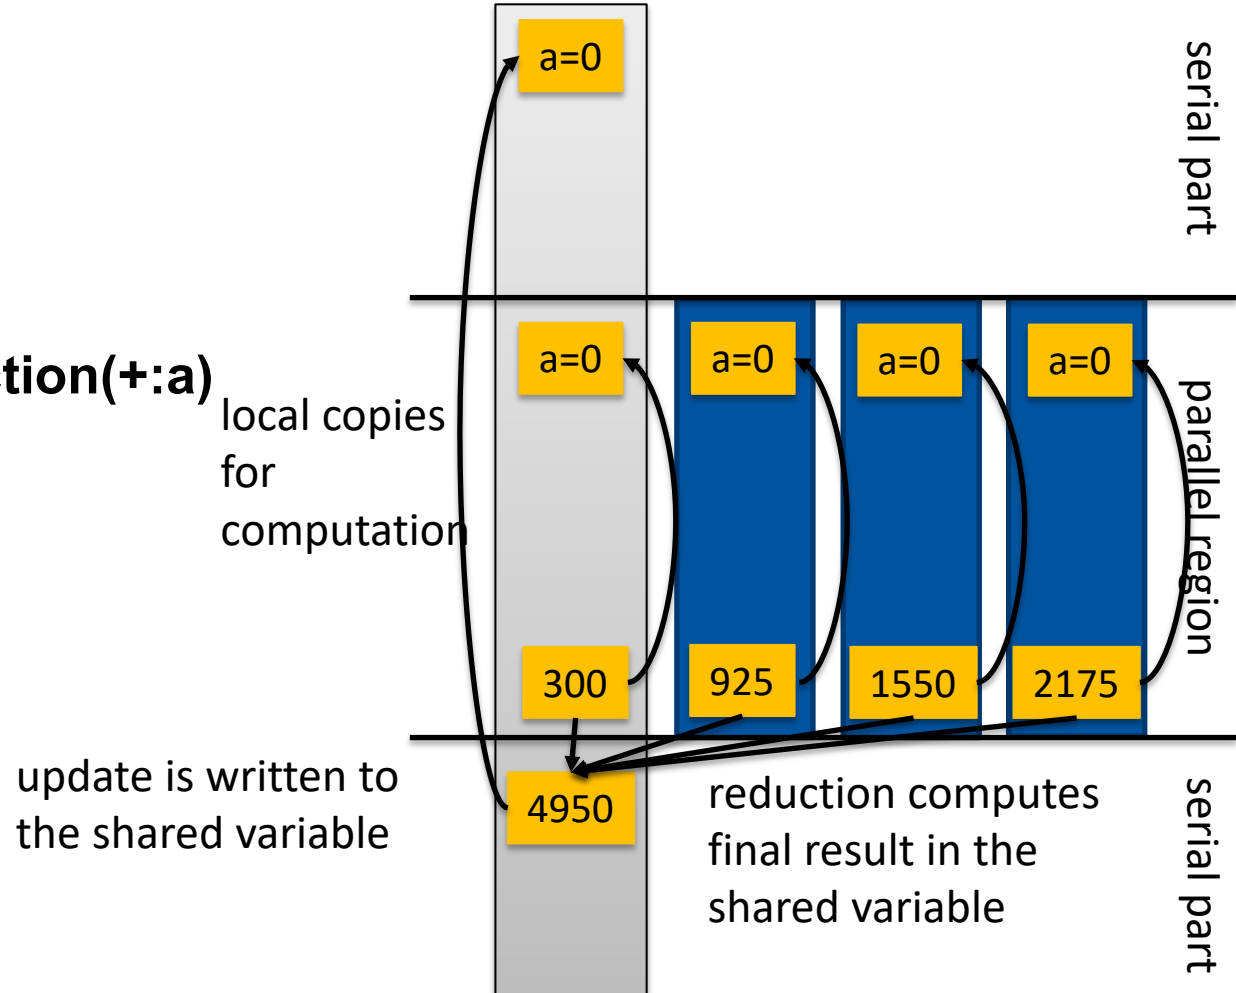 a=0
serial part
a=0
a=0
a=0
a=0
tion(+:a)
local copies
for
computation
parallel region
300
925
1550
2175
update is written to
the shared variable
4950
reduction computes
final result in the
shared variable
serial part